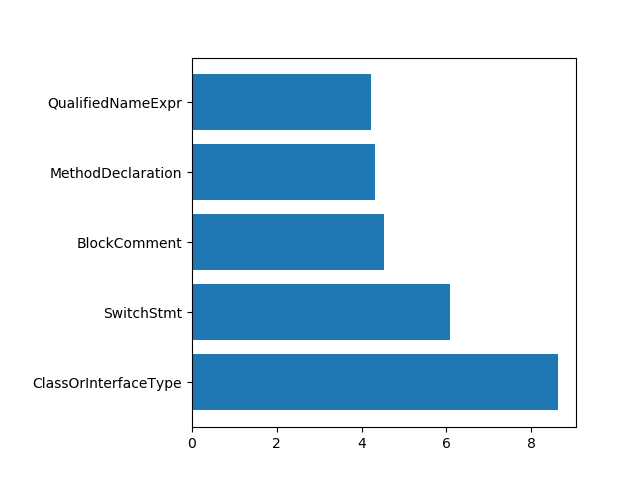 QualifiedNameExpr
MethodDeclaration
BlockComment
SwitchStmt
ClassOrInterfaceType
0 2 4 6 8